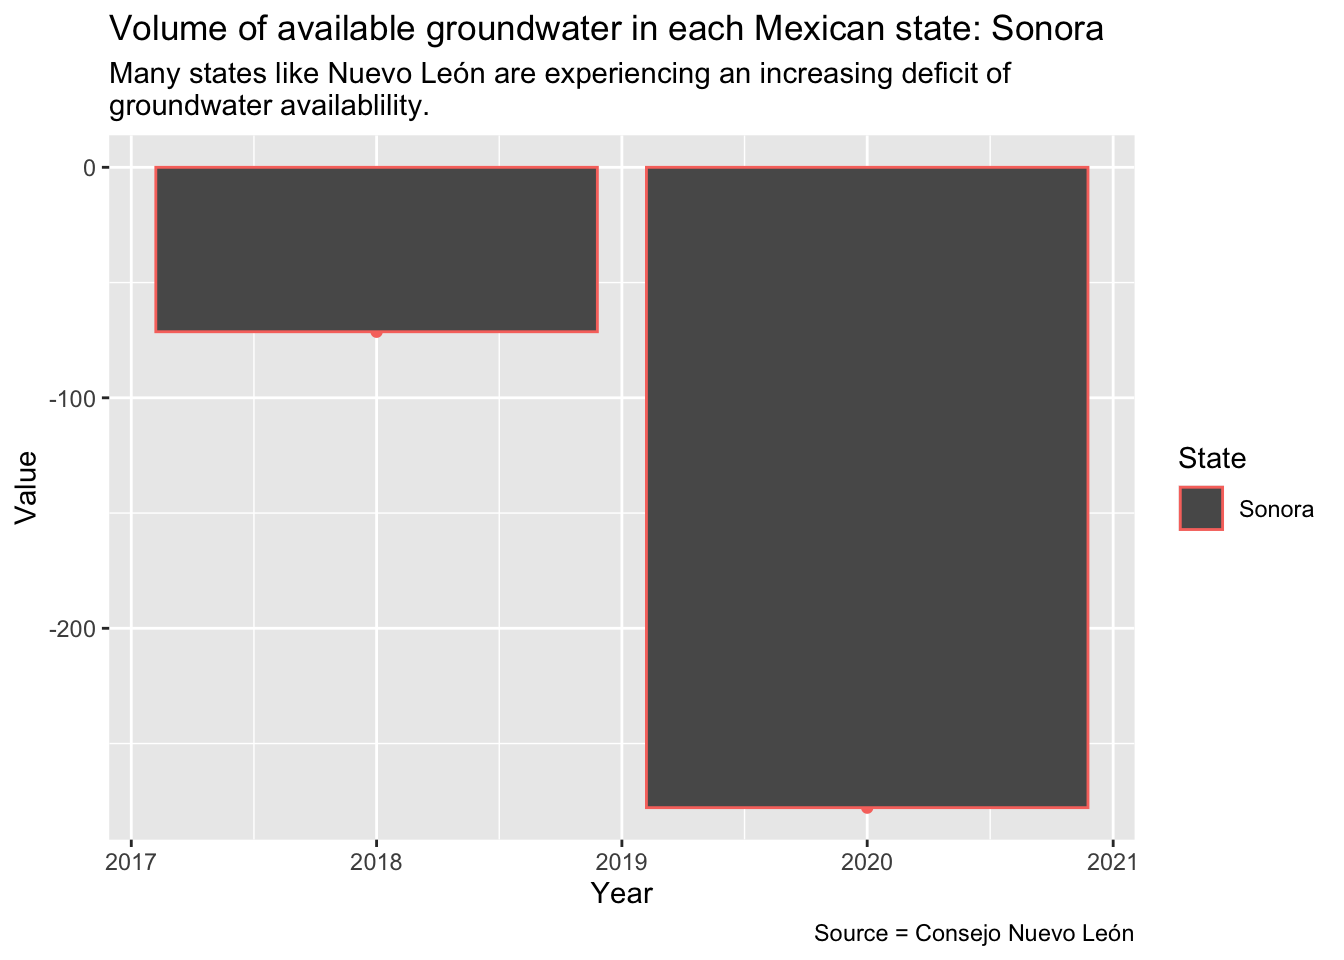 Volume of available groundwater in each Mexican state: Sonora
Many states like Nuevo León are experiencing an increasing deficit of
groundwater availablility.
0
-100
-200
Value
2017
2018
2019
2020
2021
Year
State
Sonora
Source = Consejo Nuevo León